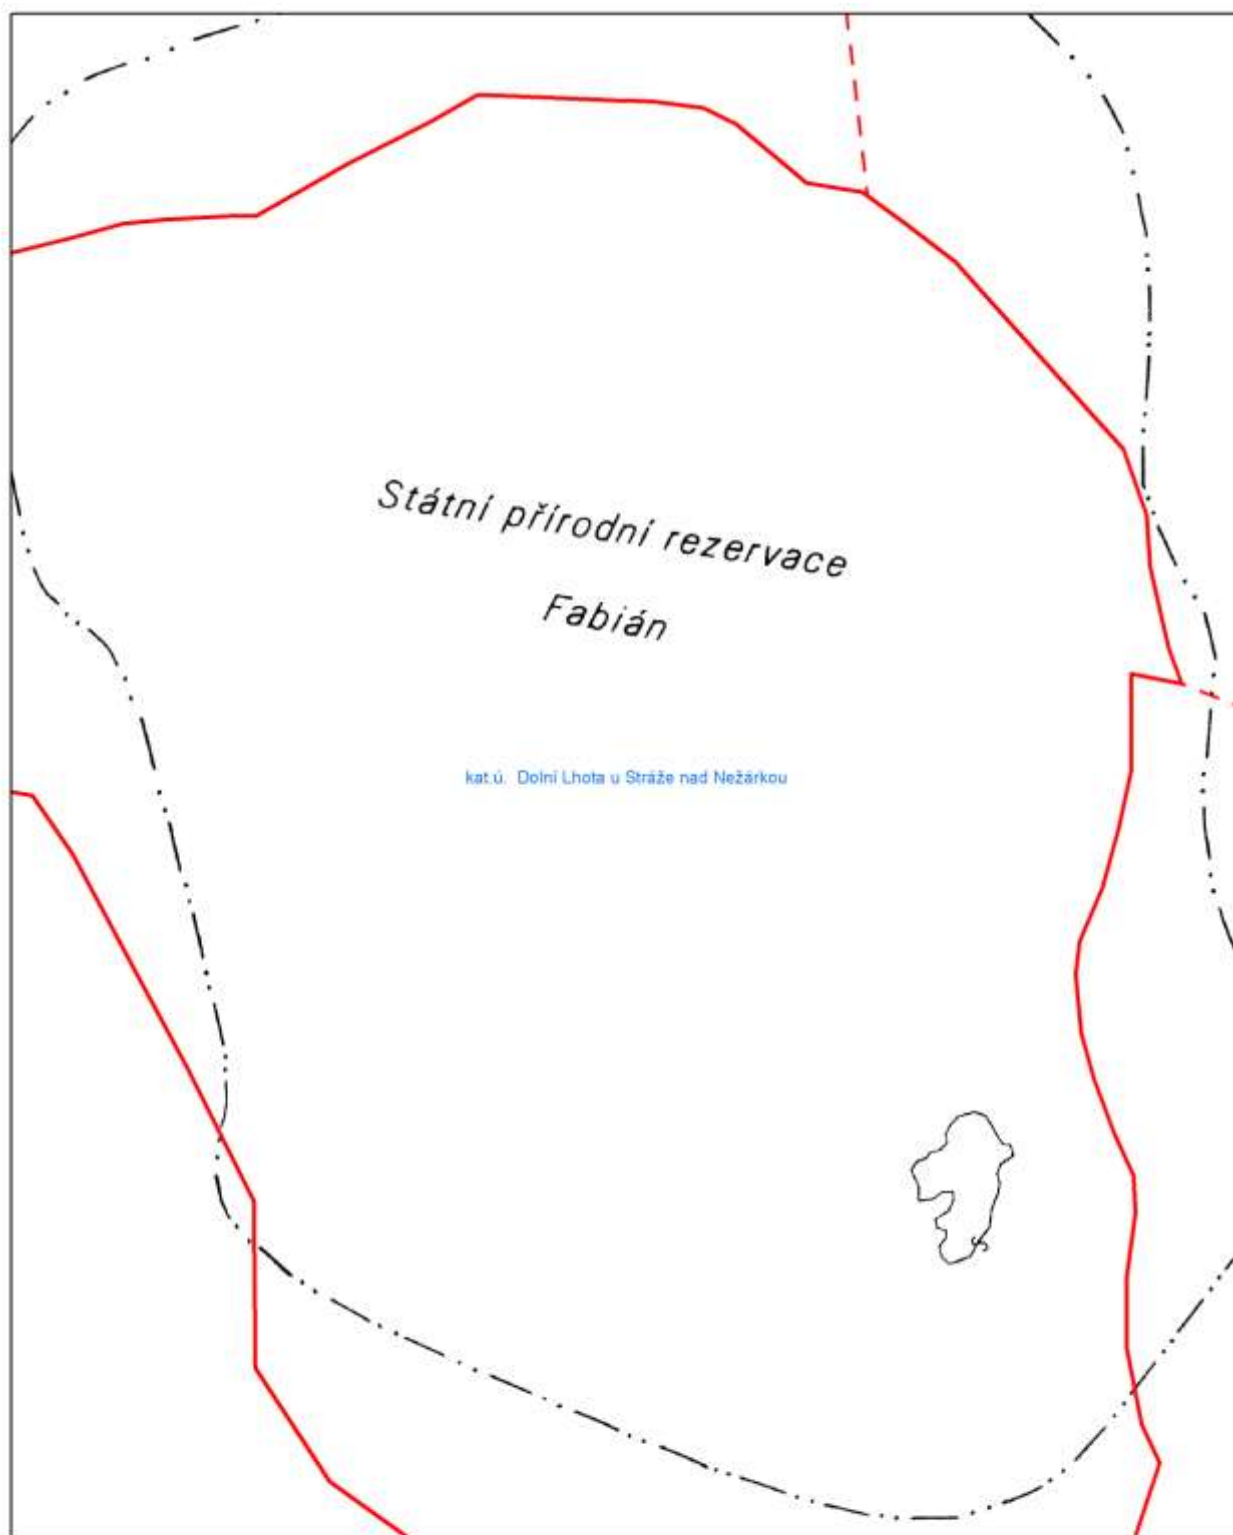 Státní přírodní rezervace
Fabián
kat.ú. Dolní Lhota u Stráže nad Nežárkou